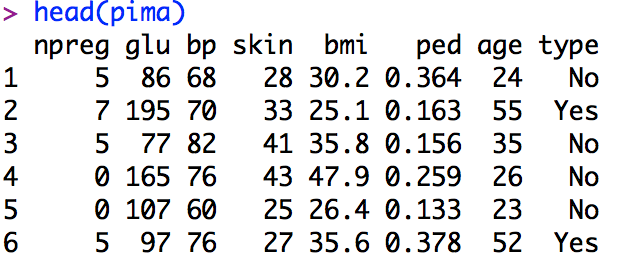 > head(pima)
  npreg glu bp skin  bmi   ped age type
1     5  86 68   28 30.2 0.364  24   No
2     7 195 70   33 25.1 0.163  55  Yes
3     5  77 82   41 35.8 0.156  35   No
4     0 165 76   43 47.9 0.259  26   No
5     0 107 60   25 26.4 0.133  23   No
6     5  97 76   27 35.6 0.378  52  Yes